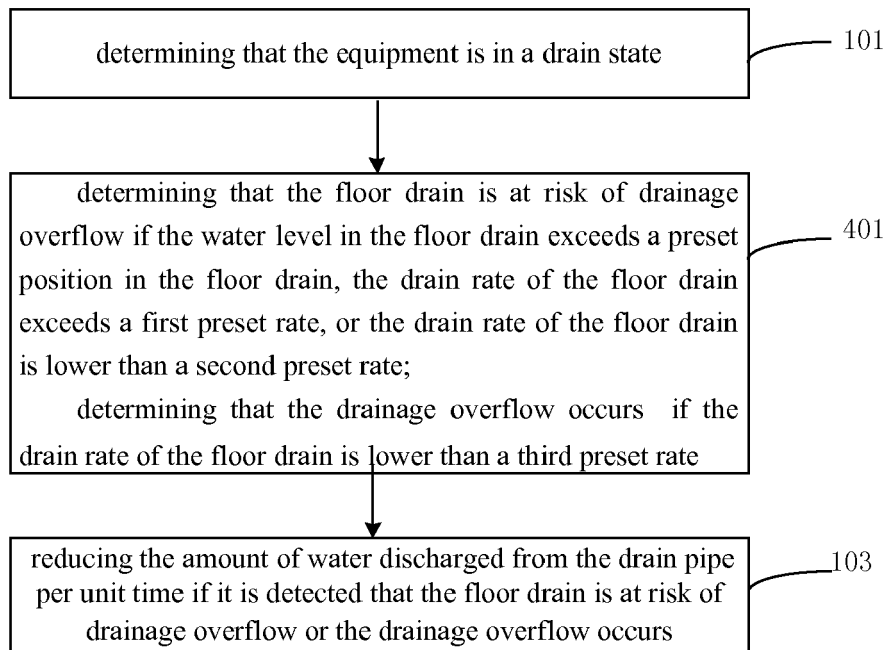 determining that the equipment is in a drain state
101
determining that the floor drain is at risk of drainage
overflow if the water level in the floor drain exceeds a preset
position in the floor drain, the drain rate of the floor drain
exceeds a first preset rate, or the drain rate of the floor drain
is lower than a second preset rate;
determining that the drainage overflow occurs if the
drain rate of the floor drain is lower than a third preset rate
401
reducing the amount of water discharged from the drain pipe
per unit time if it is detected that the floor drain is at risk of
drainage overflow or the drainage overflow occurs
103